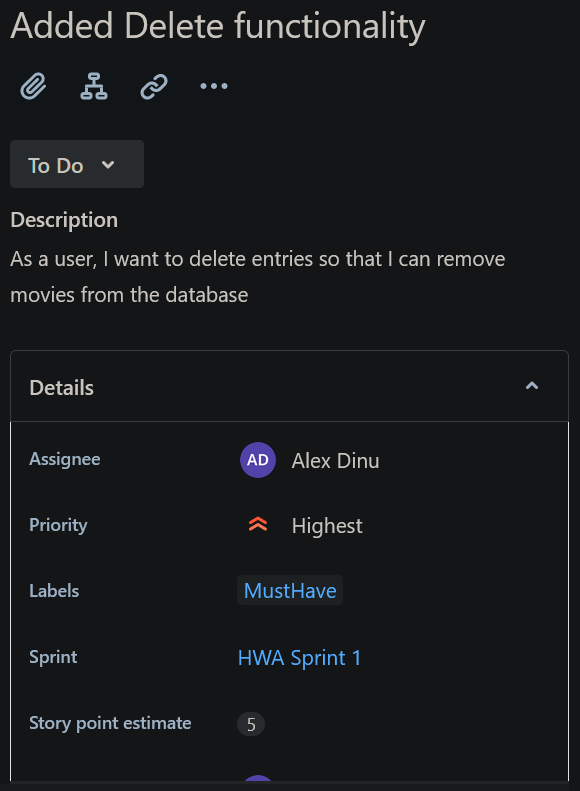 Added Delete functionality
To Do
Description
As a user, I want to delete entries so that I can remove
movies from the database
Details
Assignee
AD Alex Dinu
Priority
Highest
Labels
MustHave
Sprint
HWA Sprint 1
Story point estimate
5